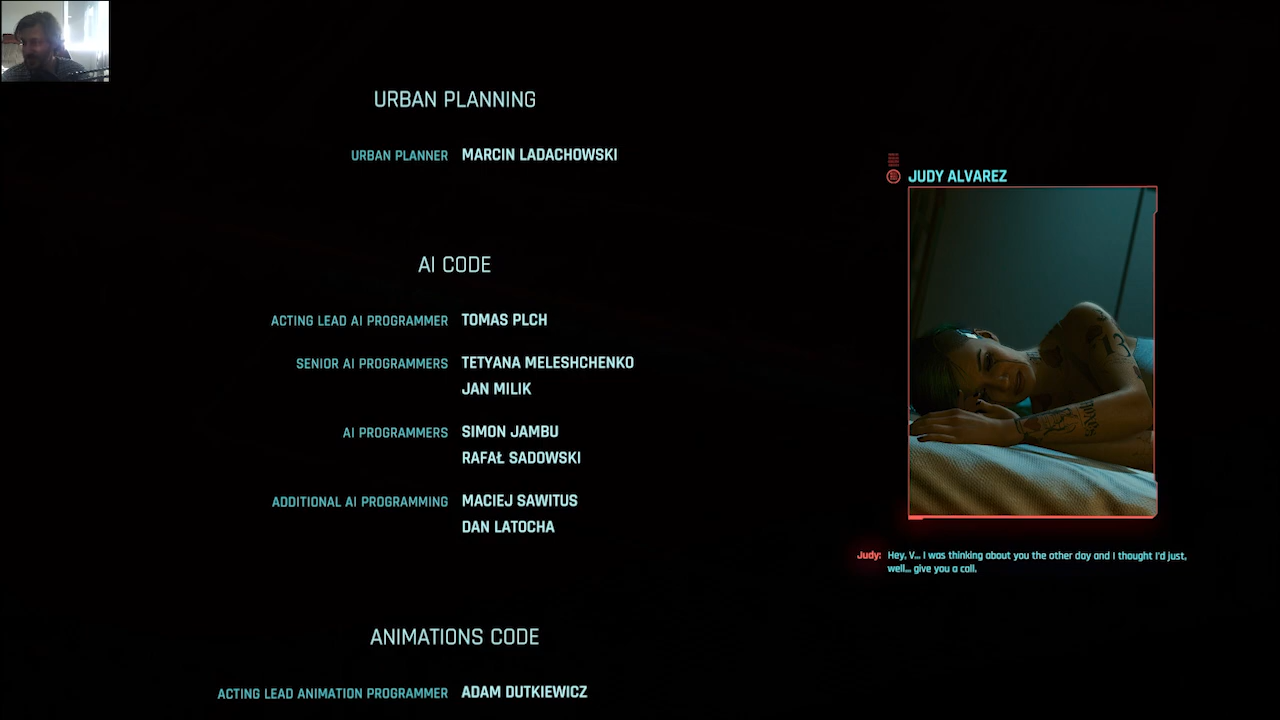 URBAN PLANNING
URBAN PLANNER MARCIN LADACHOWSKI
AI CODE
ACTING LEAD AI PROGRAMMER TOMAS PLCH
SENIOR AI PROGRAMMERS TETYANA MELESHCHENKO
JAN MILIK
AI PROGRAMMERS SIMON JAMBU
RAFAŁ SADOWSKI
ADDITIONAL AI PROGRAMMING MACIEJ SAWITUS
DAN LATOCHA
ANIMATIONS CODE
ACTING LEAD ANIMATION PROGRAMMER ADAM DUTKIEWICZ
JUDY ALVAREZ
13
Judy: Hey, V... I was thinking about you the other day and I thought I'd just,
well... give you a call.